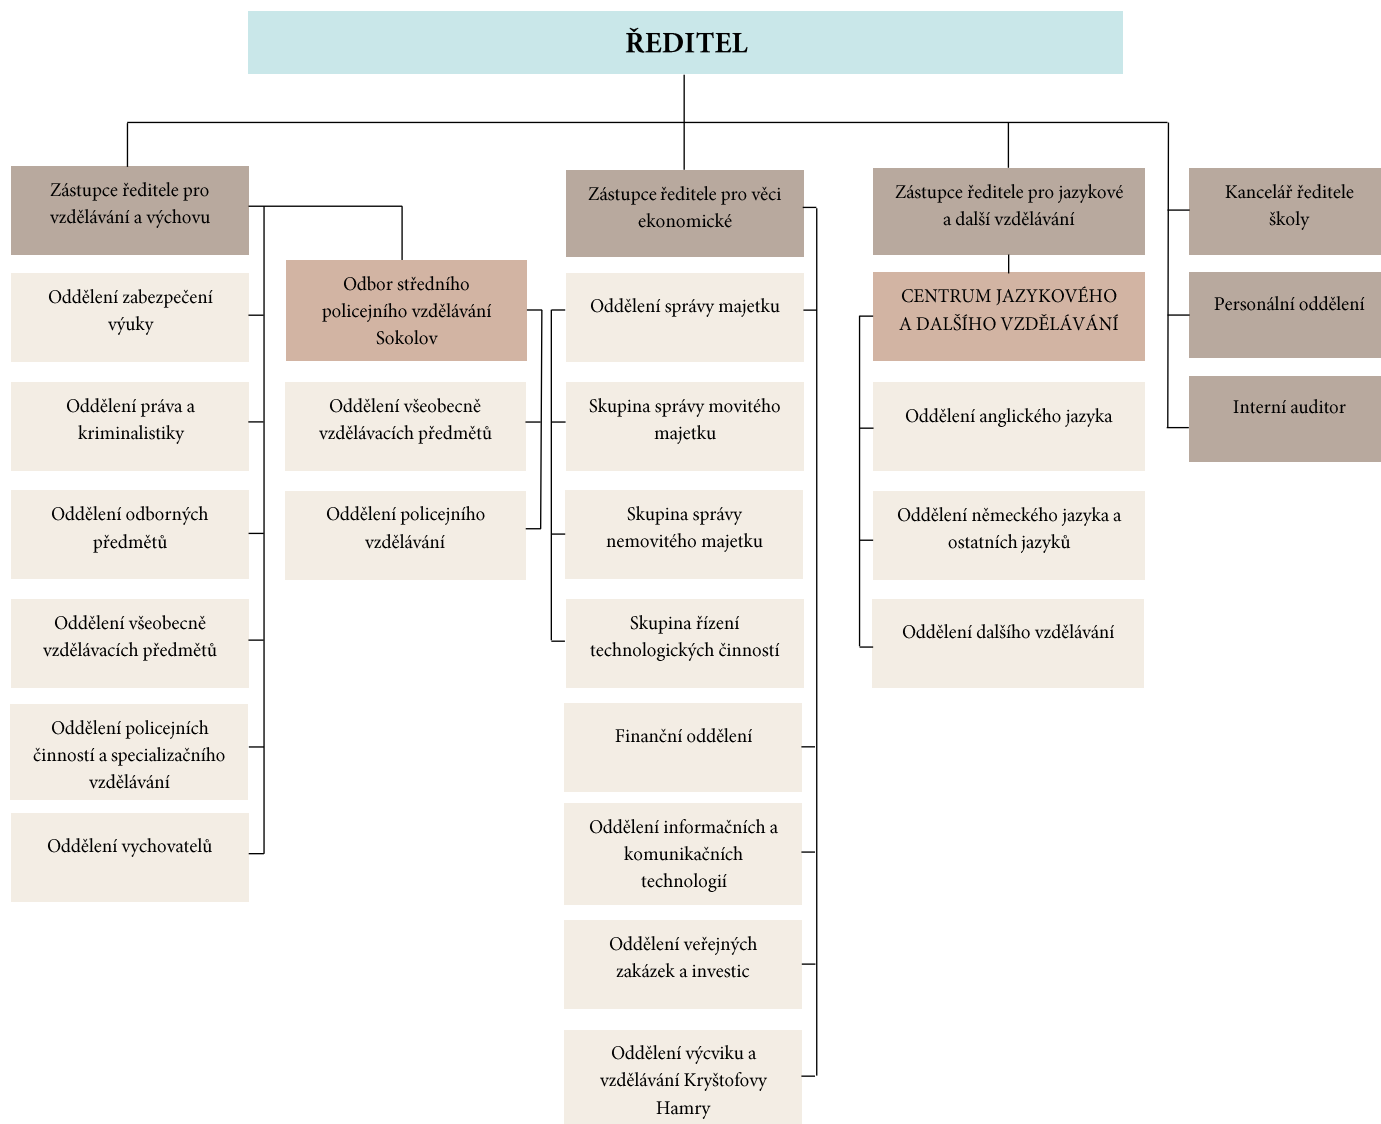 ŘEDITEL
Zástupce ředitele pro
vzdělávání a výchovu
Oddělení zabezpečení
výuky
Oddělení práva a
kriminalistiky
Oddělení odborných
předmětů
Oddělení všeobecně
vzdělávacích předmětů
Oddělení policejních
činností a specializačního
vzdělávání
Oddělení vychovatelů
Odbor středního
policejního vzdělávání
Sokolov
Oddělení všeobecně
vzdělávacích předmětů
Oddělení policejního
vzdělávání
Zástupce ředitele pro věci
ekonomické
Oddělení správy majetku
Skupina správy movitého
majetku
Skupina správy
nemovitého majetku
Skupina řízení
technologických činností
Finanční oddělení
Oddělení informačních a
komunikačních
technologií
Oddělení veřejných
zakázek a investic
Oddělení výcviku a
vzdělávání Kryštofovy
Hamry
Zástupce ředitele pro jazykové
a další vzdělávání
CENTRUM JAZYKOVÉHO
A DALŠÍHO VZDĚLÁVÁNÍ
Oddělení anglického jazyka
Oddělení německého jazyka a
ostatních jazyků
Oddělení dalšího vzdělávání
Kancelář ředitele
školy
Personální oddělení
Interní auditor